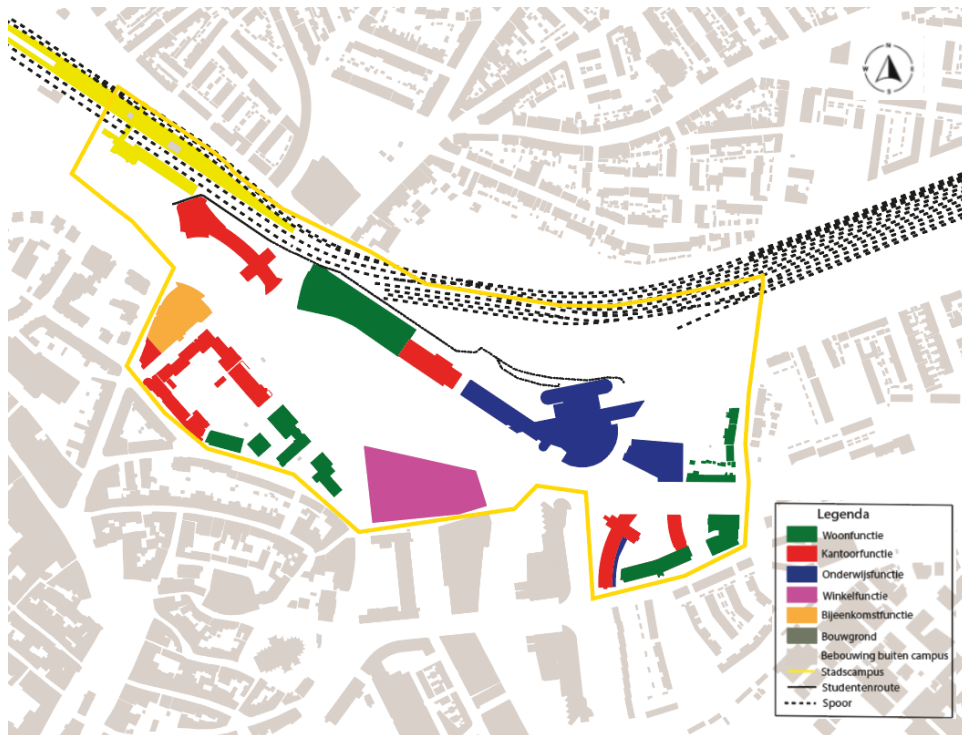 N
W
E
S
Legenda
Woonfunctie
Kantoorfunctie
Onderwijsfunctie
Winkelfunctie
Bijeenkomstfunctie
Bouwgrond
Bebouwing buiten campus
Stadscampus
Studentenroute
Spoor